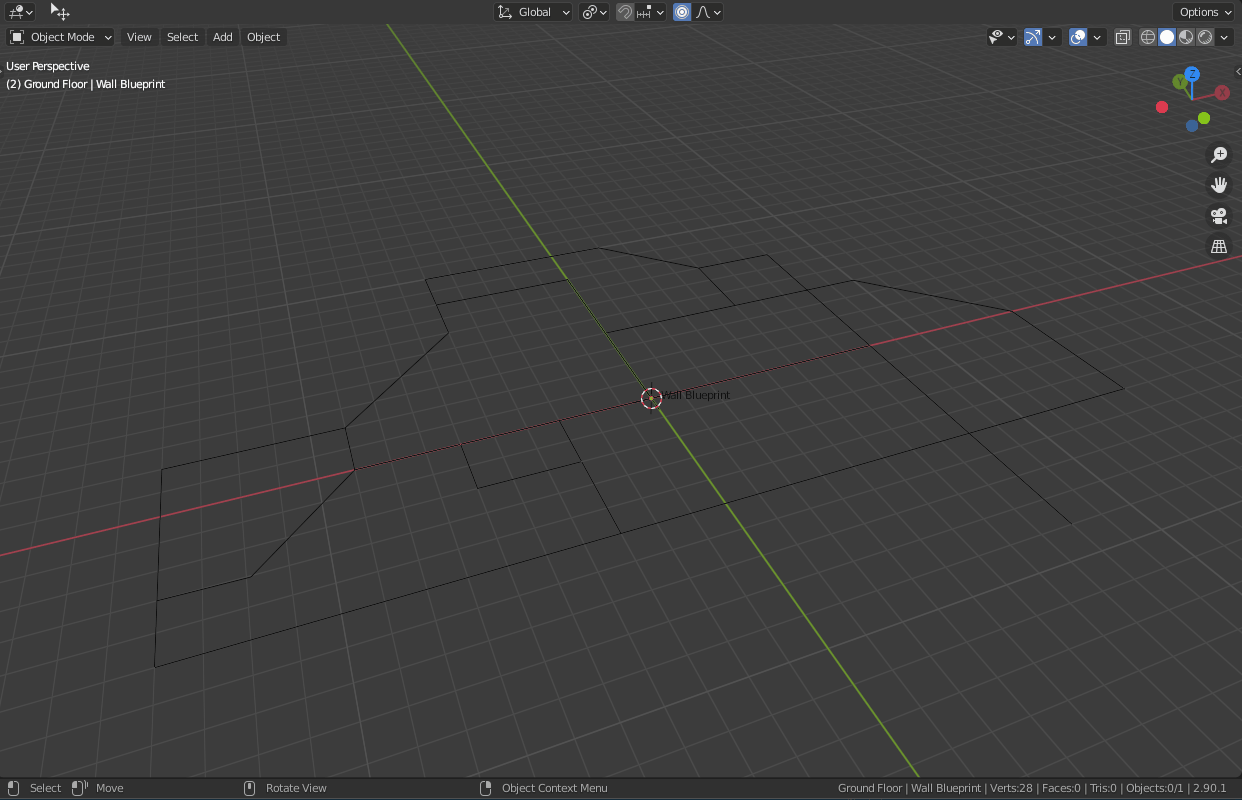 Global
Options
Object Mode View Select Add Object
User Perspective
(2) Ground Floor | Wall Blueprint
Z
Y
X
Wall Blueprint
Select Move Rotate View Object Context Menu Ground Floor | Wall Blueprint | Verts:28 | Faces:0 | Tris:0 | Objects:0/1 | 2.90.1